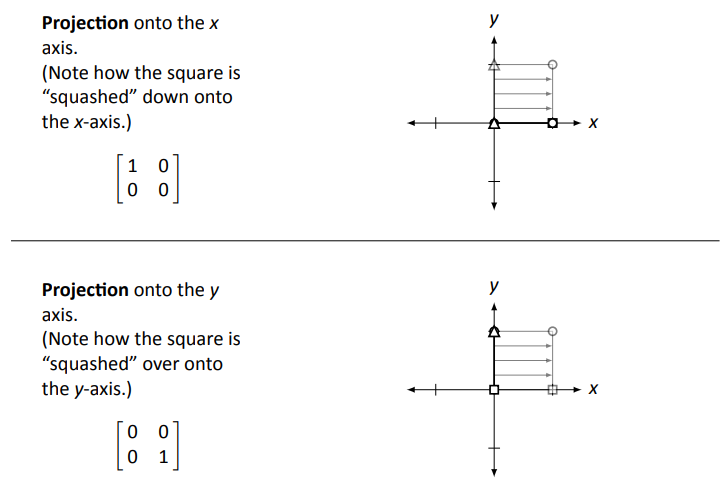 Projection onto the x
axis.
(Note how the square is
“squashed” down onto
the x-axis.)
1 0
0 0
y
x
Projection onto the y
axis.
(Note how the square is
“squashed” over onto
the y-axis.)
0 0
0 1
y
x